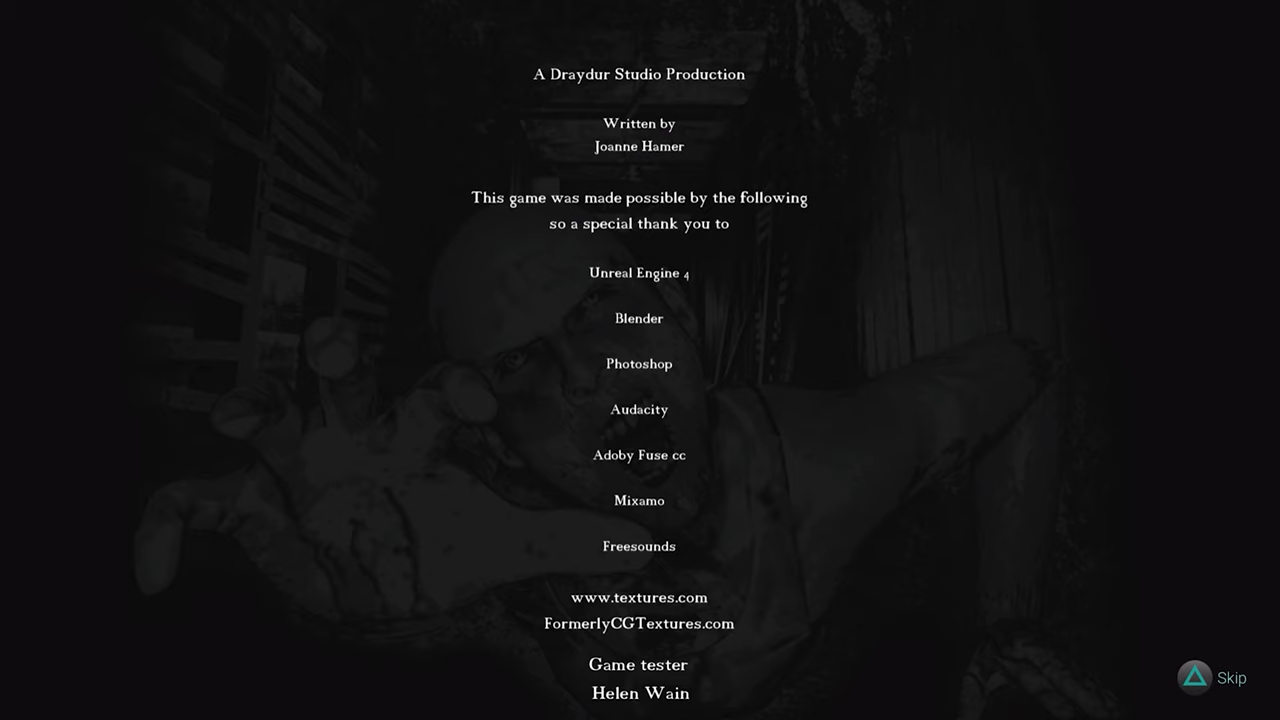 A Draydur Studio Production
Written by
Joanne Hamer
This game was made possible by the following
so a special thank you to
Unreal Engine 4
Blender
Photoshop
Audacity
Adoby Fuse cc
Mixamo
Freesounds
www.textures.com
FormerlyCGTextures.com
Game tester
Helen Wain
Skip